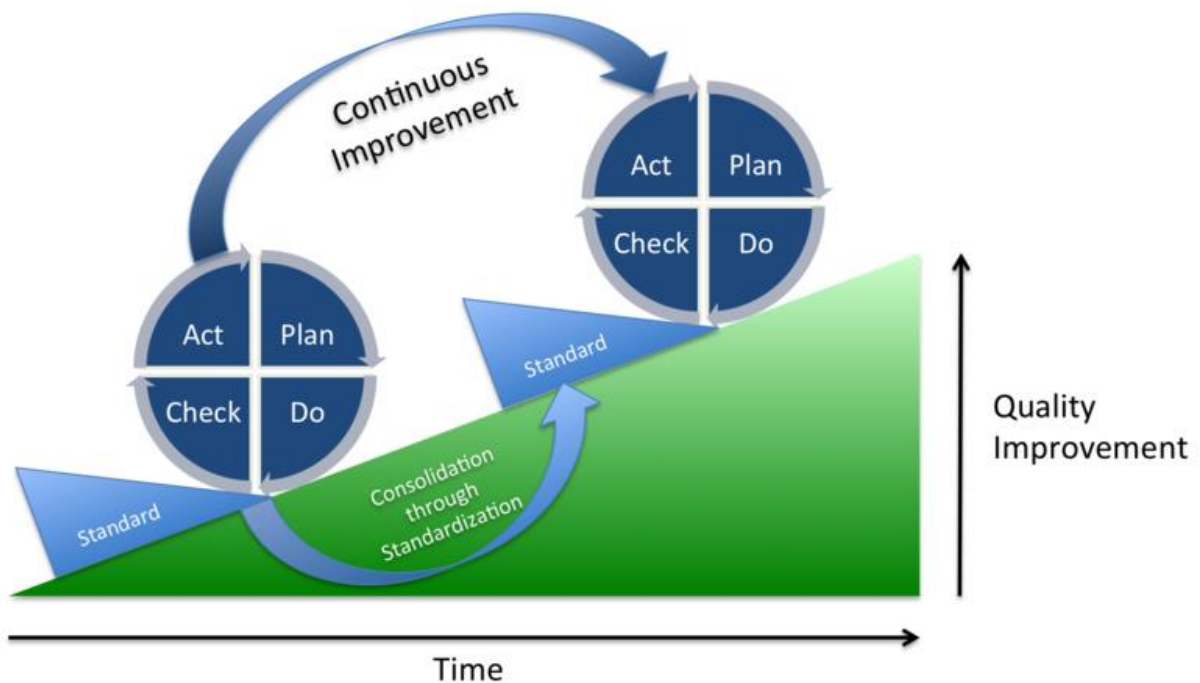 Continuous
Improvement
Act
Plan
Check
Do
Act
Plan
Check
Do
Standard
Standard
Consolidation
through
Standardization
Quality
Improvement
Time